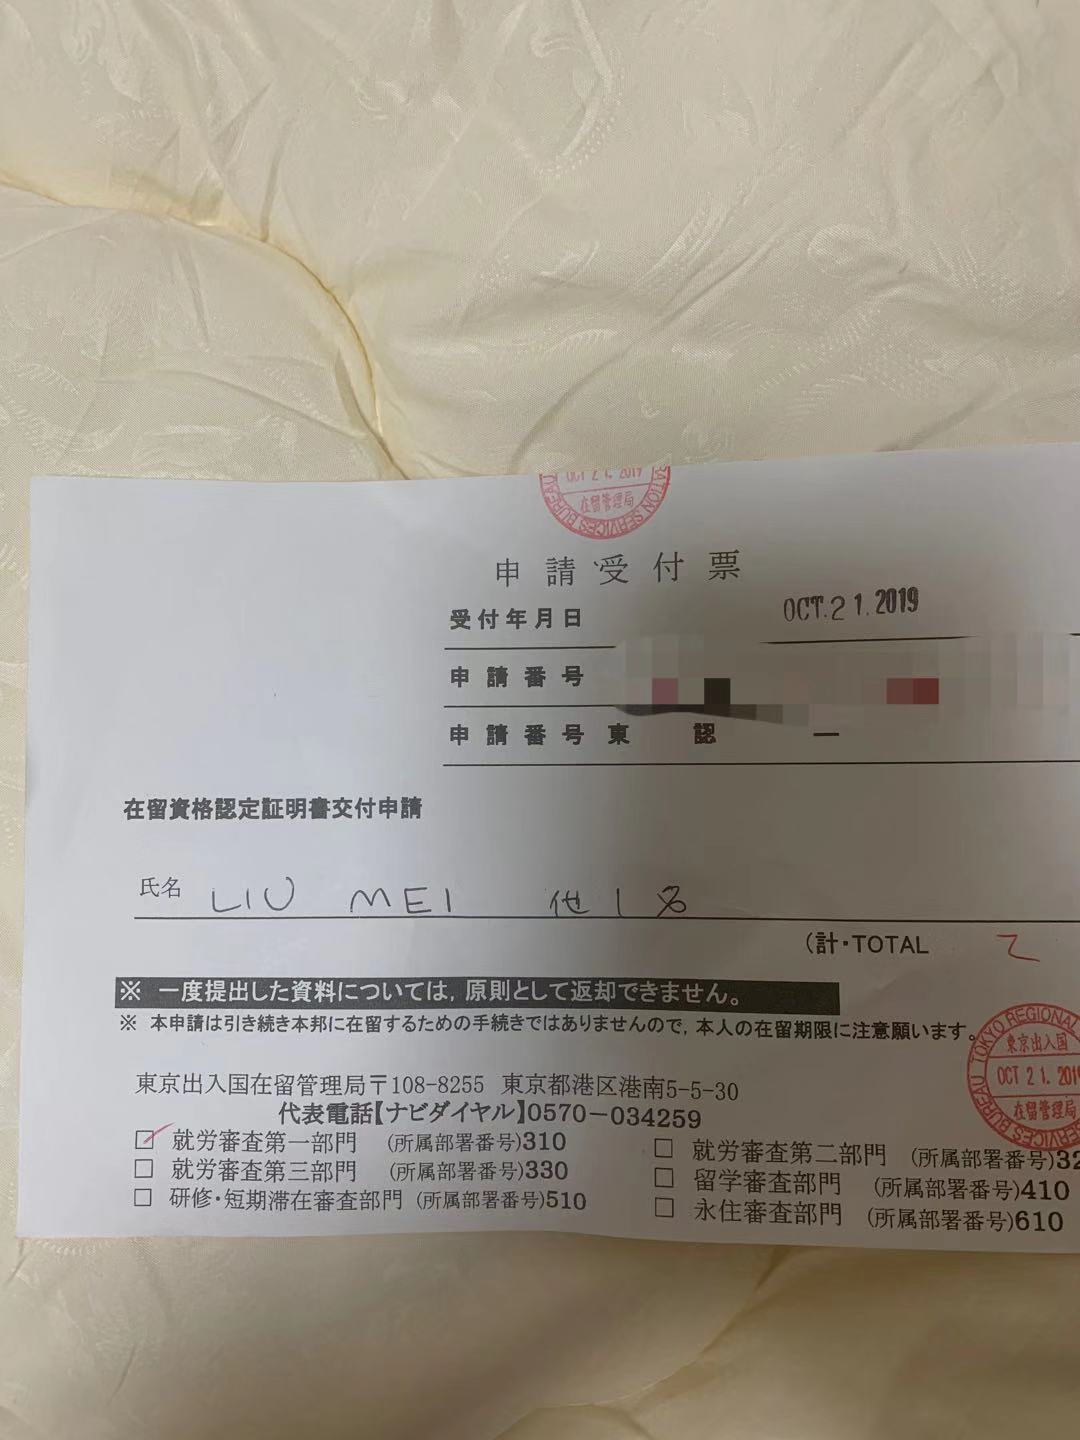 OCT 21. 2019
在留管理局
ATION SERVICES BUREAU
申請受付票
受付年月日 OCT.21.2019
申請番号
申請番号 東 認 ー
在留資格認定証明書交付申請
氏名 LIU MEI 他1名
(計・TOTAL 2
※ 一度提出した資料については,原則として返却できません。
※ 本申請は引き続き本邦に在留するための手続きではありませんので,本人の在留期限に注意願います。
TOKYO REGIONAL
東京出入国
OCT 21. 2019
在留管理局
SERVICES BUREAU
東京出入国在留管理局〒108-8255 東京都港区港南5-5-30
代表電話【ナビダイヤル】0570-034259
☑ 就労審査第一部門 (所属部署番号)310
□ 就労審査第二部門 (所属部署番号)32
□ 就労審査第三部門 (所属部署番号)330
□ 留学審査部門 (所属部署番号)410
□ 研修・短期滞在審査部門 (所属部署番号)510
□ 永住審査部門 (所属部署番号)610